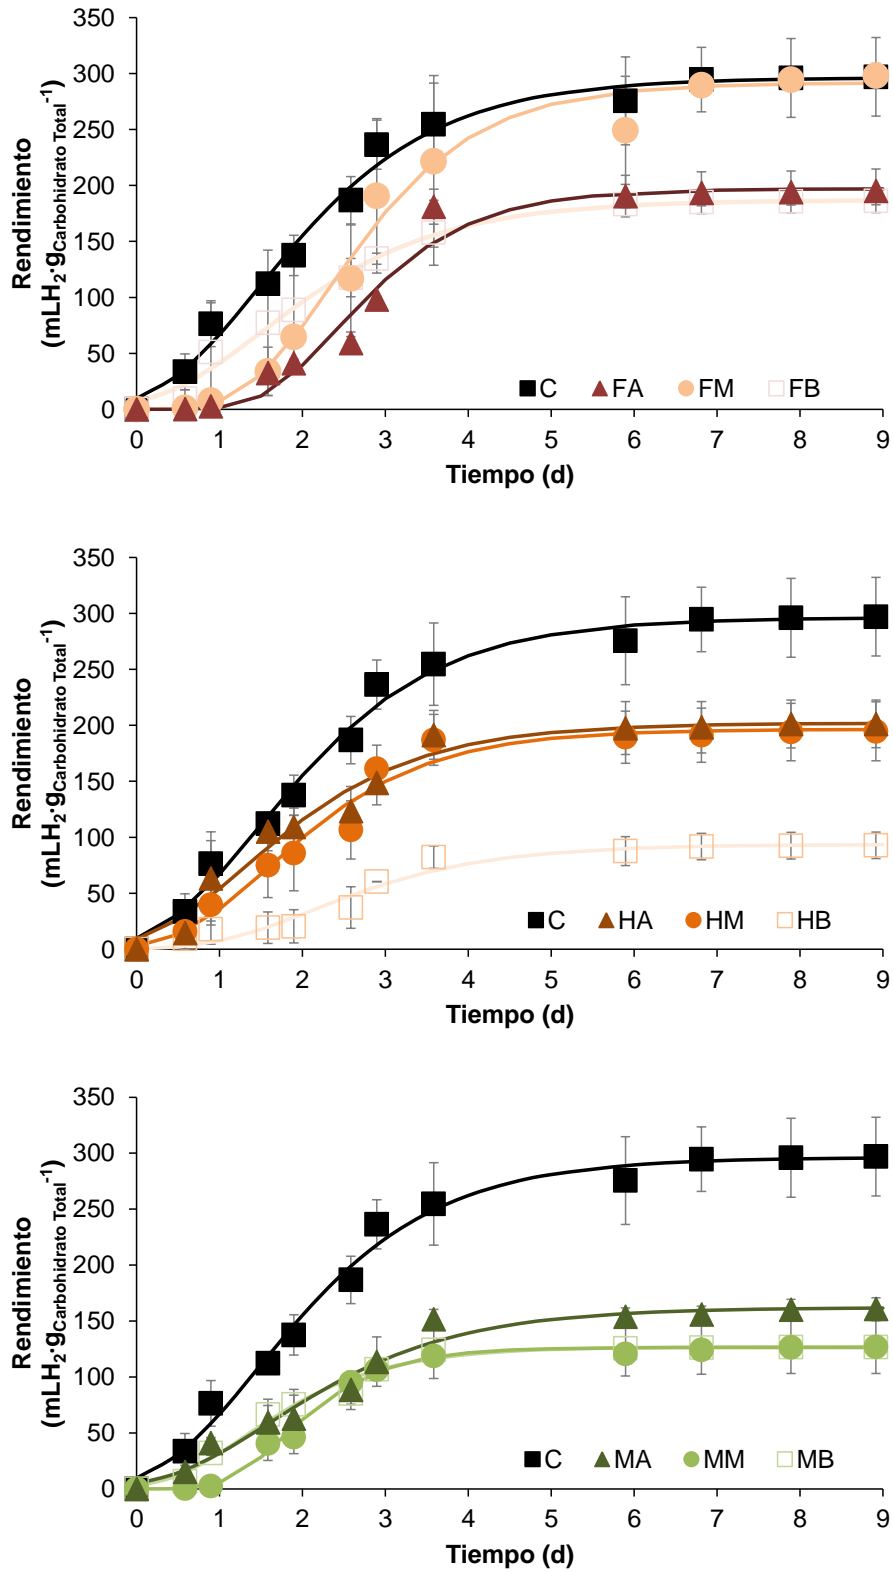 350
300
250
200
150
100
50
0
Rendimiento
(mLH₂·gCarbohidrato Total⁻¹)
C FA FM FB
0 1 2 3 4 5 6 7 8 9
Tiempo (d)
350
300
250
200
150
100
50
0
Rendimiento
(mLH₂·gCarbohidrato Total⁻¹)
C HA HM HB
0 1 2 3 4 5 6 7 8 9
Tiempo (d)
350
300
250
200
150
100
50
0
Rendimiento
(mLH₂·gCarbohidrato Total⁻¹)
C MA MM MB
0 1 2 3 4 5 6 7 8 9
Tiempo (d)